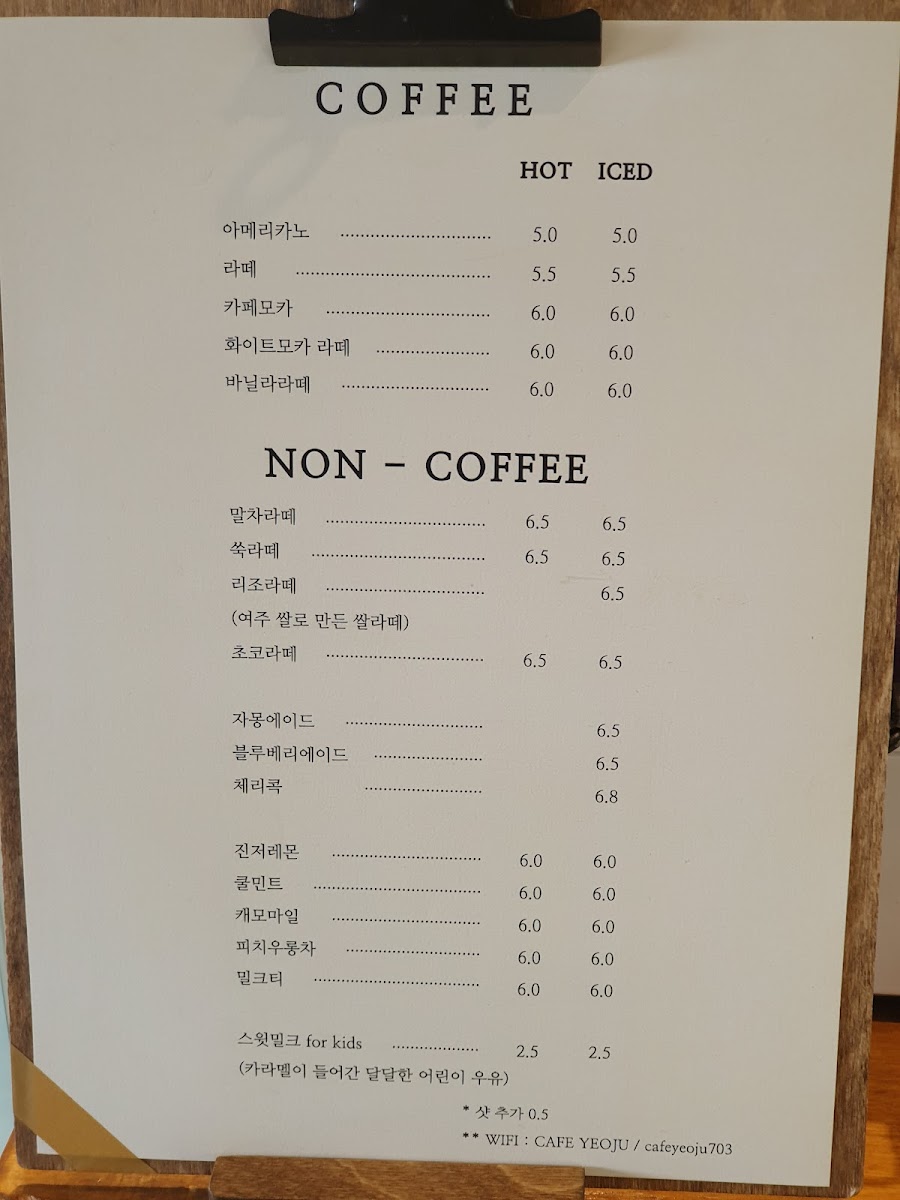 COFFEE
HOT ICED
아메리카노 .............................. 5.0 5.0
라떼 ....................................... 5.5 5.5
카페모카 ................................. 6.0 6.0
화이트모카 라떼 ....................... 6.0 6.0
바닐라라떼 .............................. 6.0 6.0
NON - COFFEE
말차라떼 ................................ 6.5 6.5
쑥라떼 ................................... 6.5 6.5
리조라떼 ................................ 6.5
(여주 쌀로 만든 쌀라떼)
초코라떼 ................................ 6.5 6.5
자몽에이드 ............................ 6.5
블루베리에이드 ...................... 6.5
체리콕 ........................ 6.8
진저레몬 .............................. 6.0 6.0
쿨민트 .................................. 6.0 6.0
캐모마일 .............................. 6.0 6.0
피치우롱차 ........................... 6.0 6.0
밀크티 .................................. 6.0 6.0
스윗밀크 for kids .................. 2.5 2.5
(카라멜이 들어간 달달한 어린이 우유)
* 샷 추가 0.5
** WIFI : CAFE YEOJU / cafeyeoju703